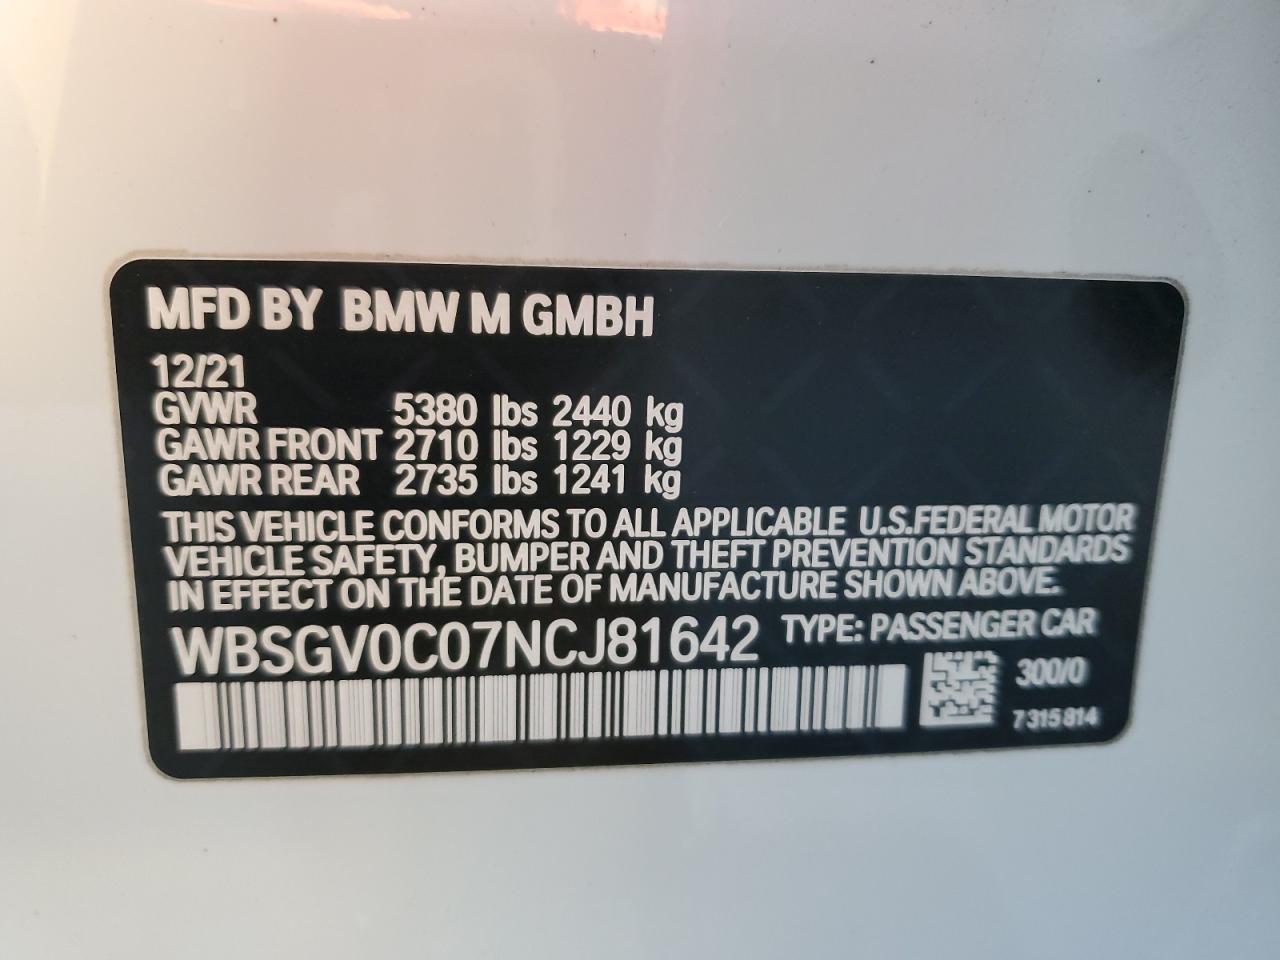 MFD BY BMW M GMBH
12/21
GVWR 5380 lbs 2440 kg
GAWR FRONT 2710 lbs 1229 kg
GAWR REAR 2735 lbs 1241 kg
THIS VEHICLE CONFORMS TO ALL APPLICABLE U.S.FEDERAL MOTOR
VEHICLE SAFETY, BUMPER AND THEFT PREVENTION STANDARDS
IN EFFECT ON THE DATE OF MANUFACTURE SHOWN ABOVE.
WBSGV0C07NCJ81642 TYPE: PASSENGER CAR
300/0
7 315 814